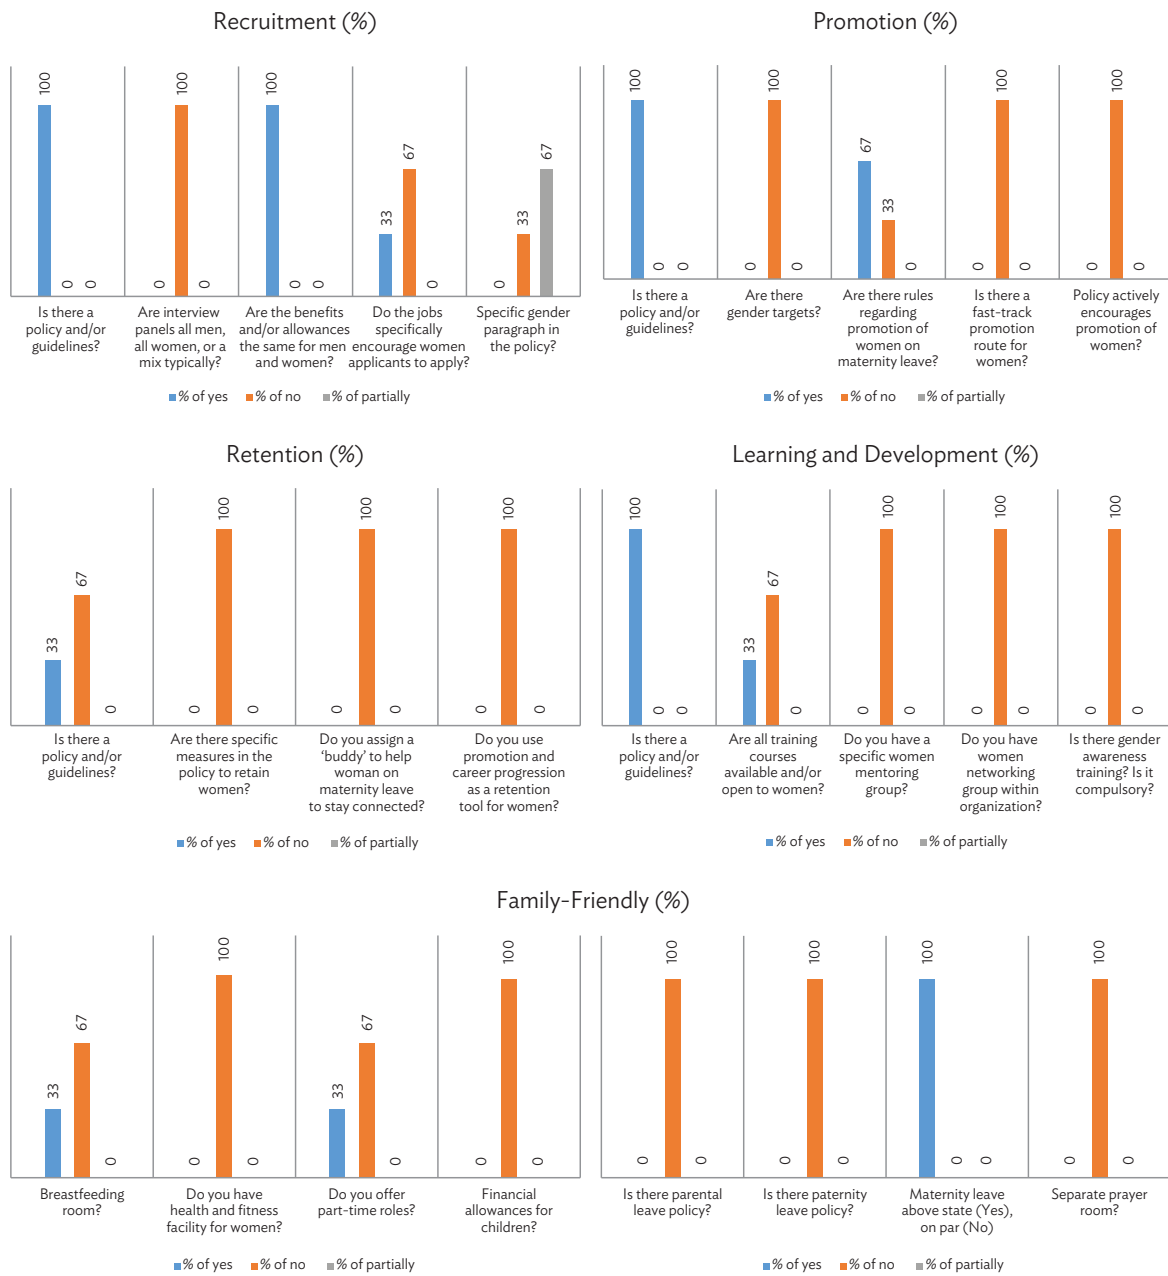 Recruitment (%)
100 0 0 0 100 0 100 0 0 33 67 0 0 33 67
Is there a
policy and/or
guidelines?
Are interview
panels all men,
all women, or a
mix typically?
Are the benefits
and/or allowances
the same for men
and women?
Do the jobs
specifically
encourage women
applicants to apply?
Specific gender
paragraph in
the policy?
% of yes % of no % of partially
Promotion (%)
100 0 0 0 100 0 67 33 0 0 100 0 0 100 0
Is there a
policy and/or
guidelines?
Are there
gender targets?
Are there rules
regarding
promotion of
women on
maternity leave?
Is there a
fast-track
promotion
route for
women?
Policy actively
encourages
promotion of
women?
% of yes % of no % of partially
Retention (%)
33 67 0 0 100 0 0 100 0 0 100 0
Is there a
policy and/or
guidelines?
Are there specific
measures in the
policy to retain
women?
Do you assign a
‘buddy’ to help
woman on
maternity leave
to stay connected?
Do you use
promotion and
career progression
as a retention
tool for women?
% of yes % of no % of partially
Learning and Development (%)
100 0 0 33 67 0 0 100 0 0 100 0 0 100 0
Is there a
policy and/or
guidelines?
Are all training
courses
available and/or
open to women?
Do you have a
specific women
mentoring
group?
Do you have
women
networking
group within
organization?
Is there gender
awareness
training? Is it
compulsory?
% of yes % of no % of partially
Family-Friendly (%)
33 67 0 0 100 0 33 67 0 0 100 0
Breastfeeding
room?
Do you have
health and fitness
facility for women?
Do you offer
part-time roles?
Financial
allowances for
children?
% of yes % of no % of partially
0 100 0 0 100 0 100 0 0 0 100 0
Is there parental
leave policy?
Is there paternity
leave policy?
Maternity leave
above state (Yes),
on par (No)
Separate prayer
room?
% of yes % of no % of partially